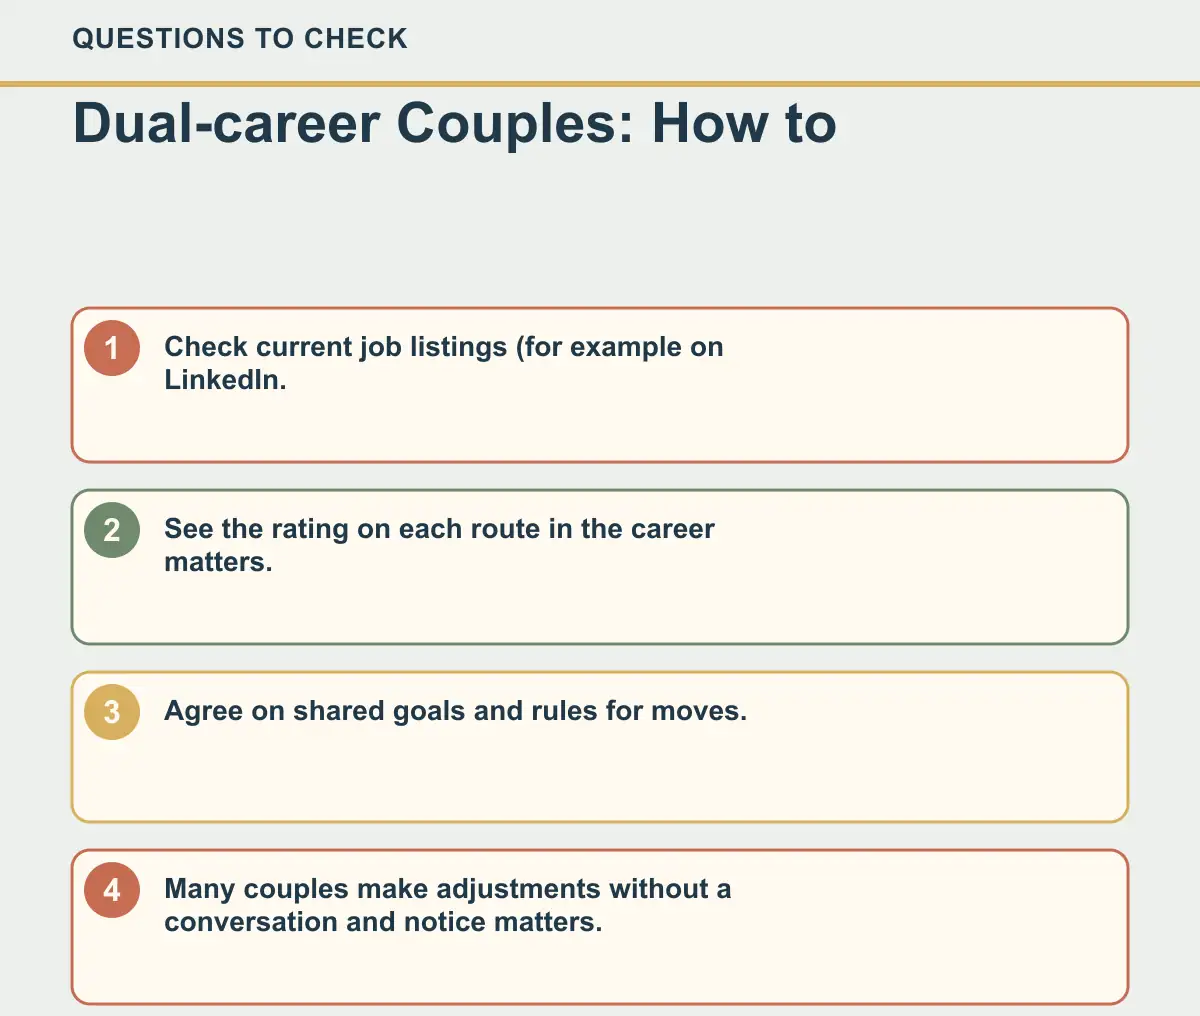 QUESTIONS TO CHECK
Dual-career Couples: How to
1
Check current job listings (for example on
LinkedIn.
2
See the rating on each route in the career
matters.
3
Agree on shared goals and rules for moves.
4
Many couples make adjustments without a
conversation and notice matters.